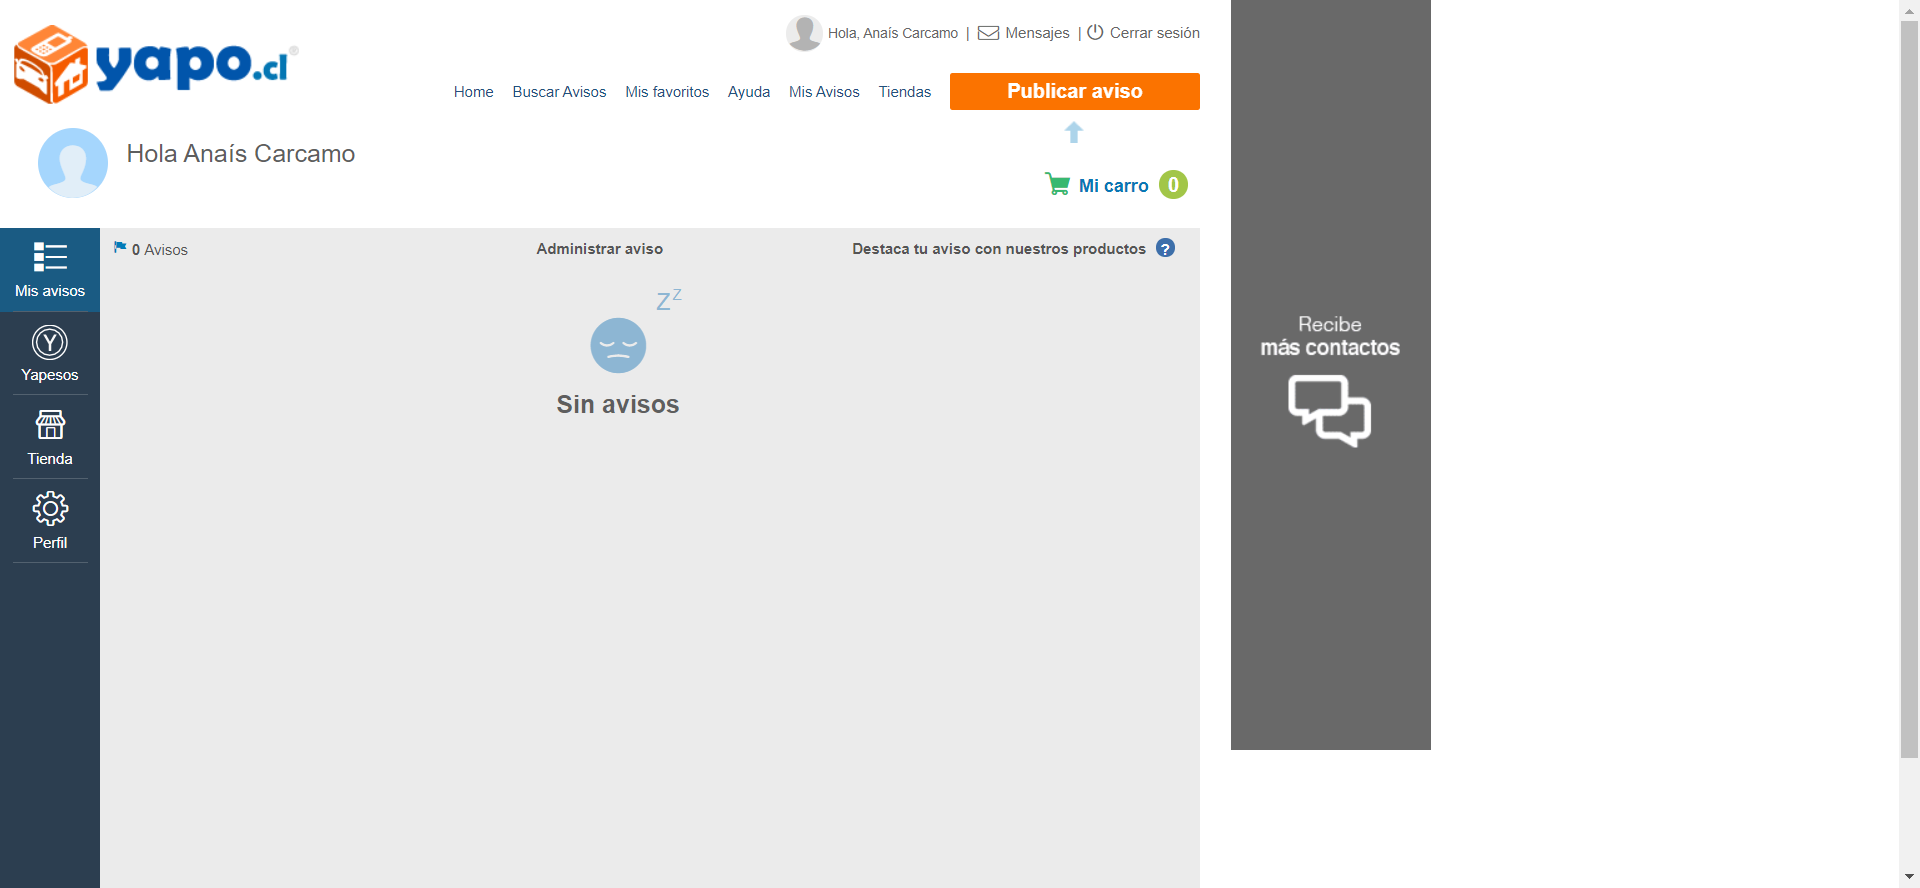 yapo.cl®
Hola, Anaís Carcamo | Mensajes | Cerrar sesión
Home Buscar Avisos Mis favoritos Ayuda Mis Avisos Tiendas Publicar aviso
Hola Anaís Carcamo
Mi carro 0
Mis avisos
Yapesos
Tienda
Perfil
0 Avisos Administrar aviso Destaca tu aviso con nuestros productos ?
Z Z
Sin avisos
Recibe
más contactos